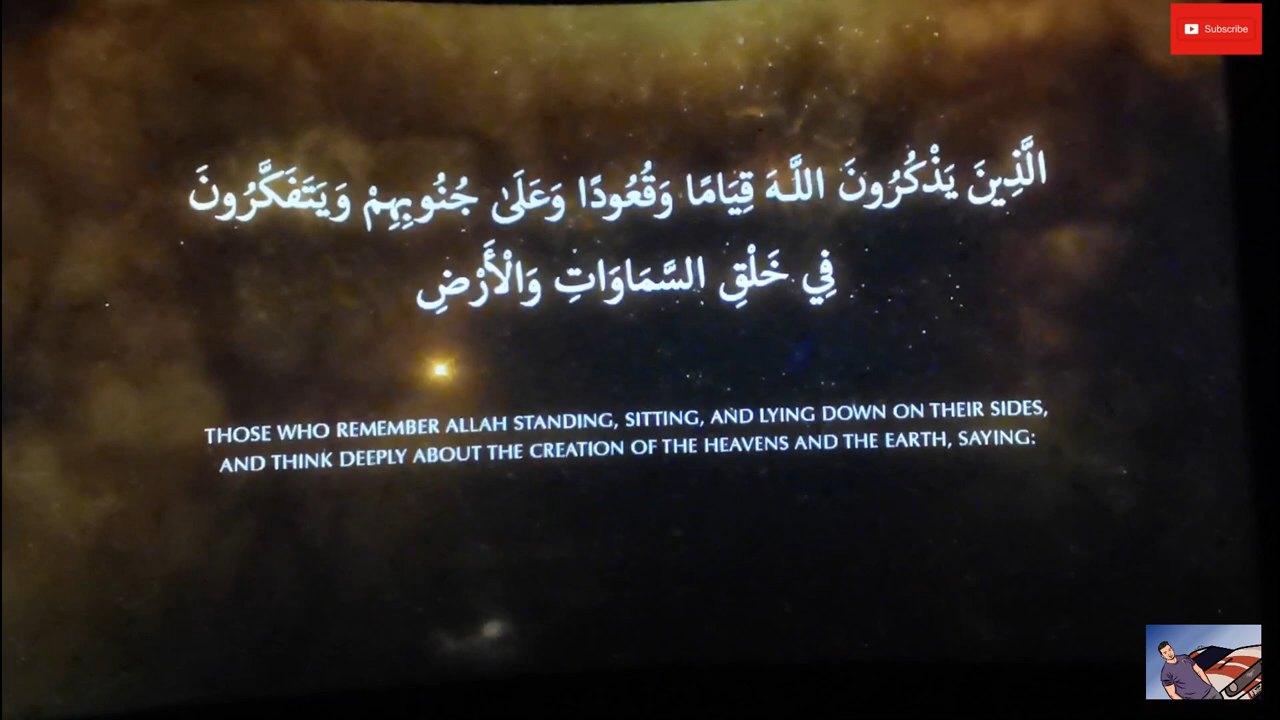 Subscribe
الَّذِينَ يَذْكُرُونَ اللَّهَ قِيَامًا وَقُعُودًا وَعَلَىٰ جُنُوبِهِمْ وَيَتَفَكَّرُونَ
فِي خَلْقِ السَّمَاوَاتِ وَالْأَرْضِ
THOSE WHO REMEMBER ALLAH STANDING, SITTING, AND LYING DOWN ON THEIR SIDES,
AND THINK DEEPLY ABOUT THE CREATION OF THE HEAVENS AND THE EARTH, SAYING: